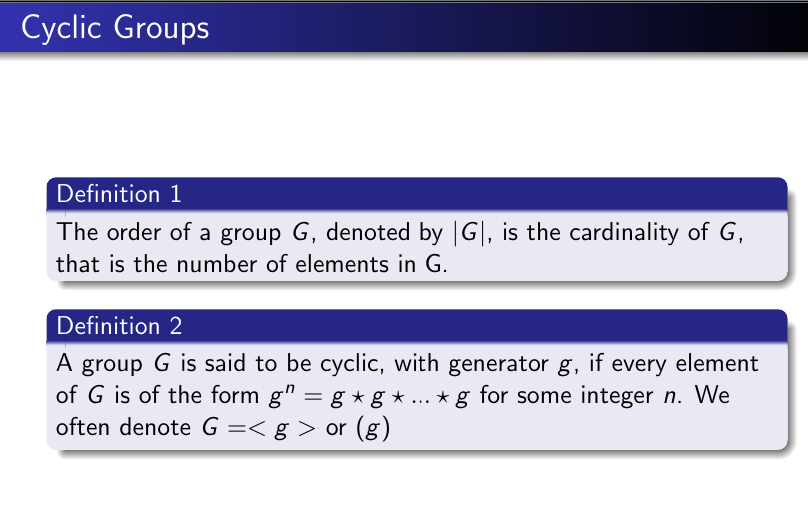 Cyclic Groups
Definition 1
The order of a group G, denoted by |G|, is the cardinality of G,
that is the number of elements in G.
Definition 2
A group G is said to be cyclic, with generator g, if every element
of G is of the form gⁿ = g ⋆ g ⋆ ... ⋆ g for some integer n. We
often denote G =< g > or (g)